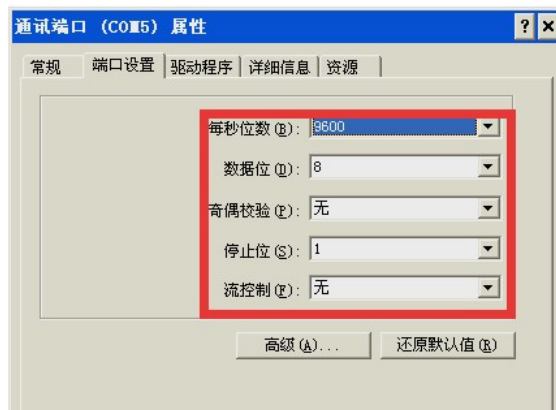 通讯端口 (COM5) 属性
常规 端口设置 驱动程序 详细信息 资源
每秒位数(B): 9600
数据位(D): 8
奇偶校验(P): 无
停止位(S): 1
流控制(F): 无
高级(A)... 还原默认值(R)